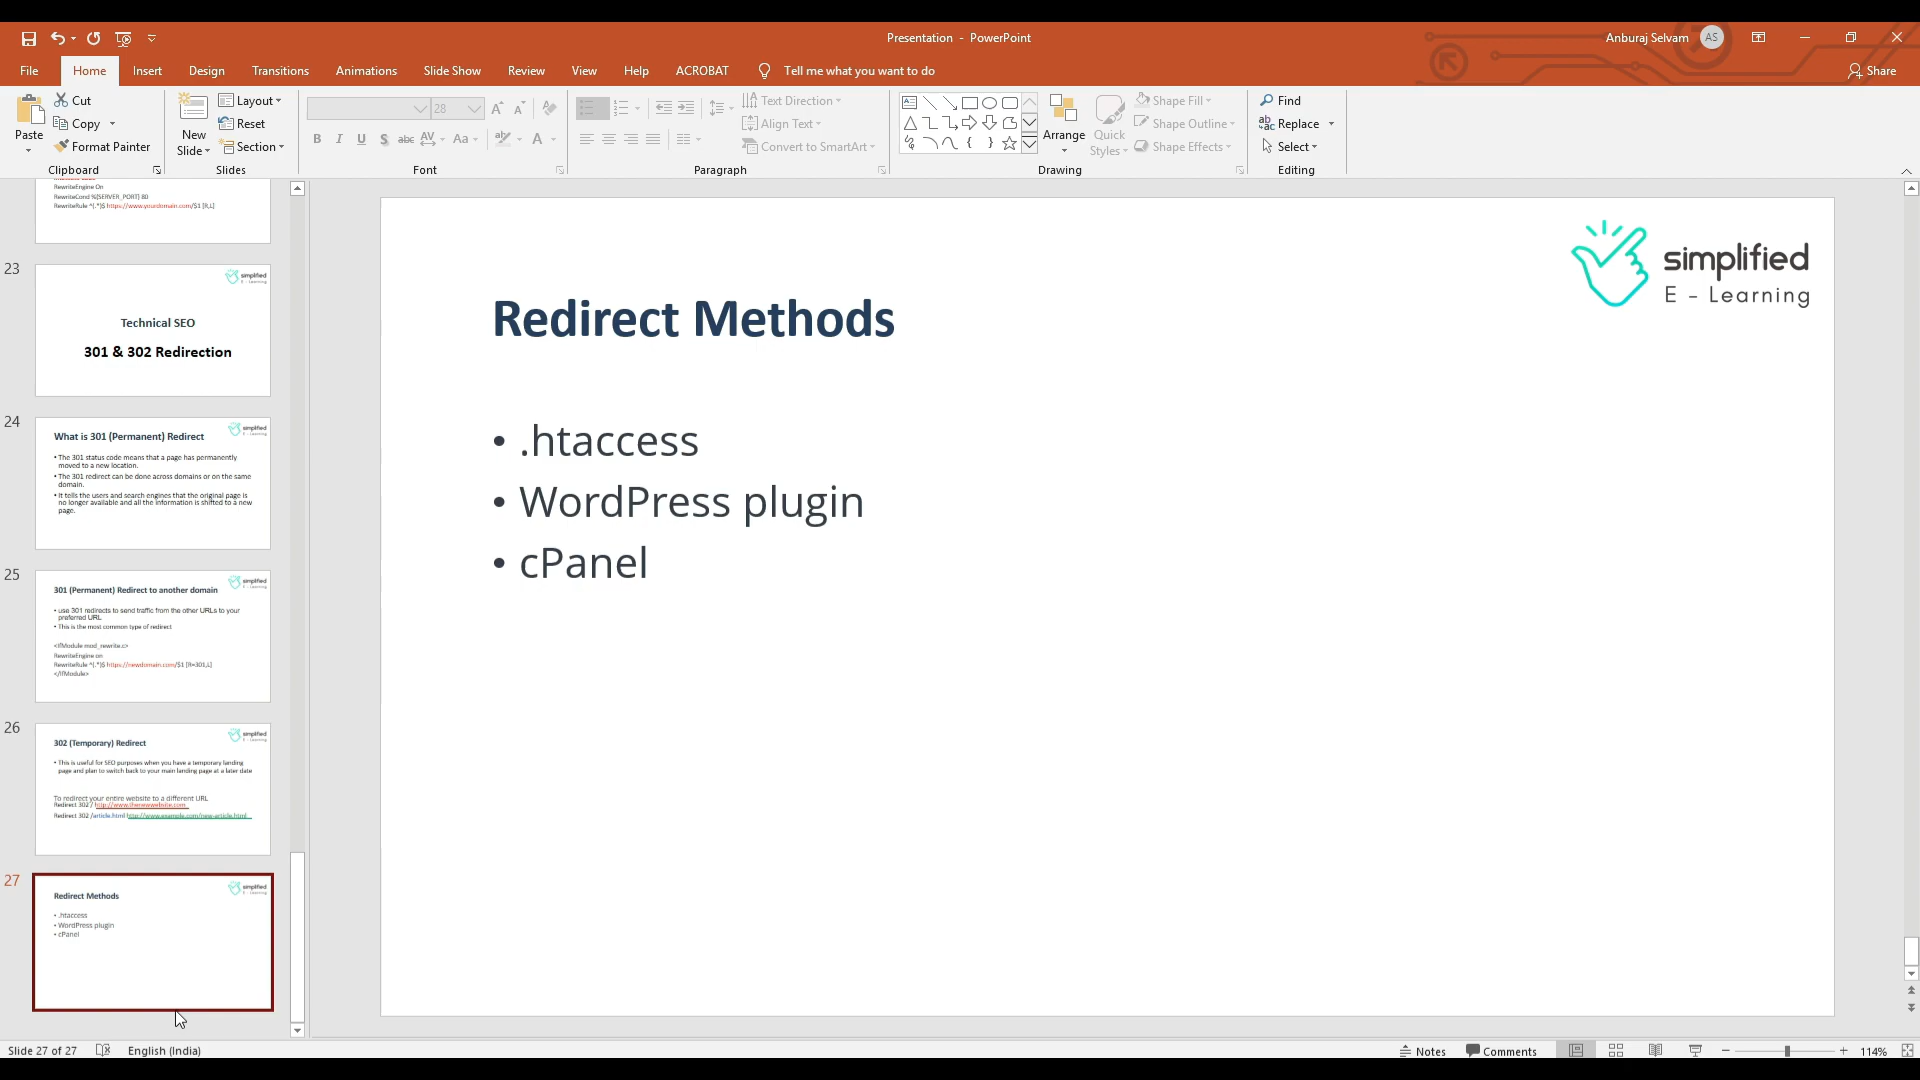 Presentation - PowerPoint
Anburaj Selvam AS
File Home Insert Design Transitions Animations Slide Show Review View Help ACROBAT Tell me what you want to do Share
Paste
Cut
Copy
Format Painter
Clipboard
New
Slide
Layout
Reset
Section
Slides
28
Font
Text Direction
Align Text
Convert to SmartArt
Paragraph
Arrange
Quick
Styles
Shape Fill
Shape Outline
Shape Effects
Drawing
Find
Replace
Select
Editing
RewriteEngine On
RewriteCond %{SERVER_PORT} 80
RewriteRule ^(.*)$ https://www.yourdomain.com/$1 [R,L]
23
simplified
E - Learning
Technical SEO
301 & 302 Redirection
24
simplified
E - Learning
What is 301 (Permanent) Redirect
• The 301 status code means that a page has permanently
moved to a new location.
• The 301 redirect can be done across domains or on the same
domain.
• It tells the users and search engines that the original page is
no longer available and all the information is shifted to a new
page.
25
simplified
E - Learning
301 (Permanent) Redirect to another domain
• use 301 redirects to send traffic from the other URLs to your
preferred URL
• This is the most common type of redirect
<IfModule mod_rewrite.c>
RewriteEngine on
RewriteRule ^(.*)$ https://newdomain.com/$1 [R=301,L]
</IfModule>
26
simplified
E - Learning
302 (Temporary) Redirect
• This is useful for SEO purposes when you have a temporary landing
page and plan to switch back to your main landing page at a later date
To redirect your entire website to a different URL
Redirect 302 / http://www.thenewwebsite.com
Redirect 302 /article.html http://www.example.com/new-article.html
27
simplified
E - Learning
Redirect Methods
• .htaccess
• WordPress plugin
• cPanel
simplified
E - Learning
Redirect Methods
• .htaccess
• WordPress plugin
• cPanel
Slide 27 of 27 English (India) Notes Comments 114%